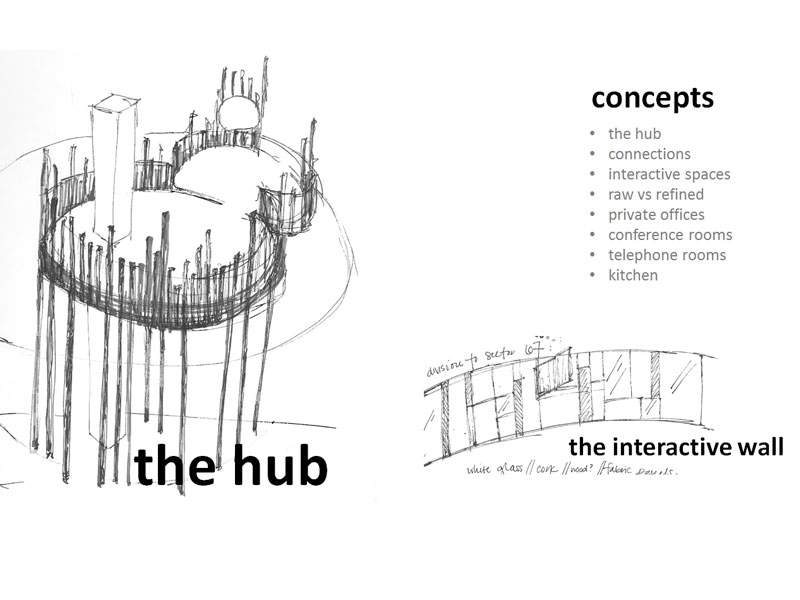 the hub
concepts
• the hub
• connections
• interactive spaces
• raw vs refined
• private offices
• conference rooms
• telephone rooms
• kitchen
division to sector 67
the interactive wall
white glass // cork // wood? // fabric panels.